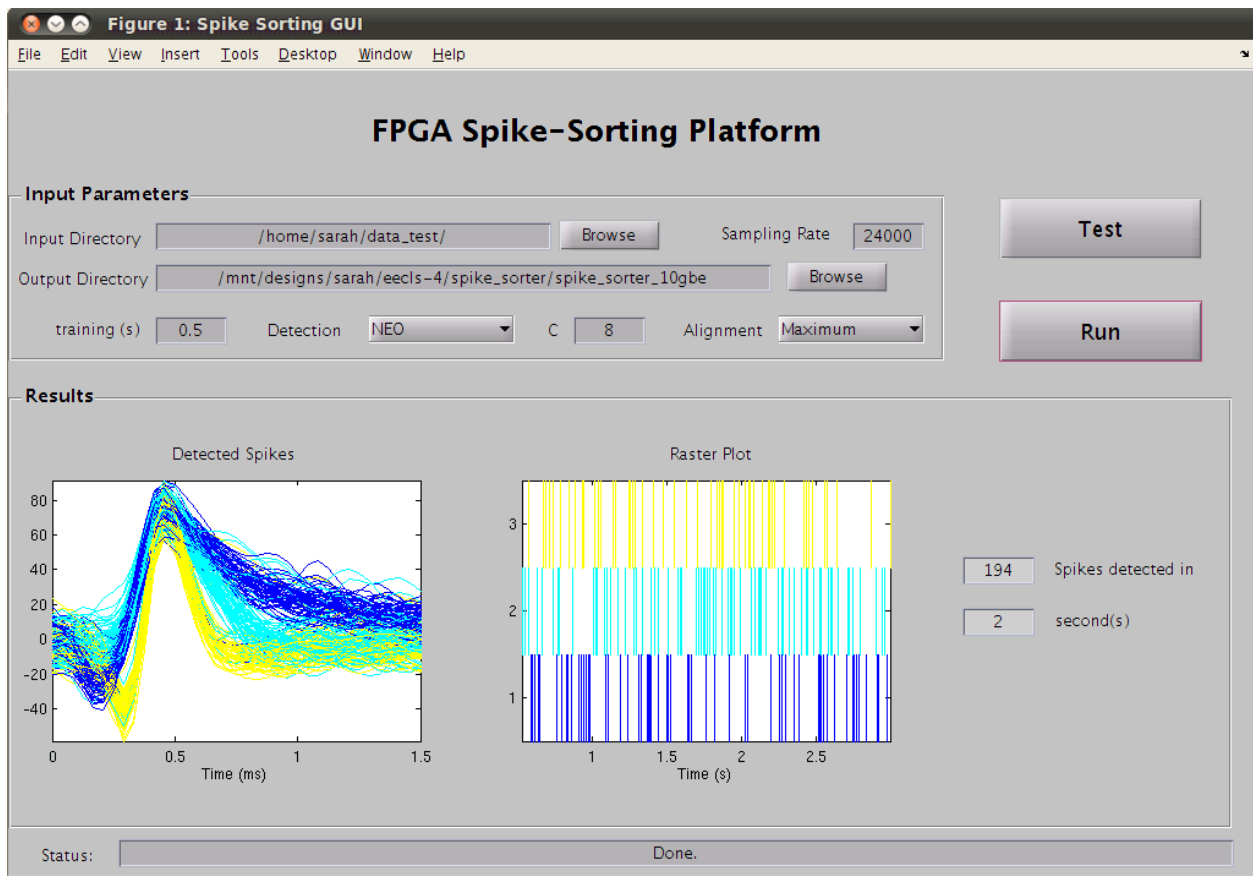 Figure 1: Spike Sorting GUI
File Edit View Insert Tools Desktop Window Help
FPGA Spike-Sorting Platform
Input Parameters
Input Directory /home/sarah/data_test/ Browse Sampling Rate 24000
Output Directory /mnt/designs/sarah/eecls-4/spike_sorter/spike_sorter_10gbe Browse
training (s) 0.5 Detection NEO C 8 Alignment Maximum
Test
Run
Results
Detected Spikes
80
60
40
20
0
-20
-40
0 0.5 1 1.5
Time (ms)
Raster Plot
3
2
1
1 1.5 2 2.5
Time (s)
194 Spikes detected in
2 second(s)
Status: Done.